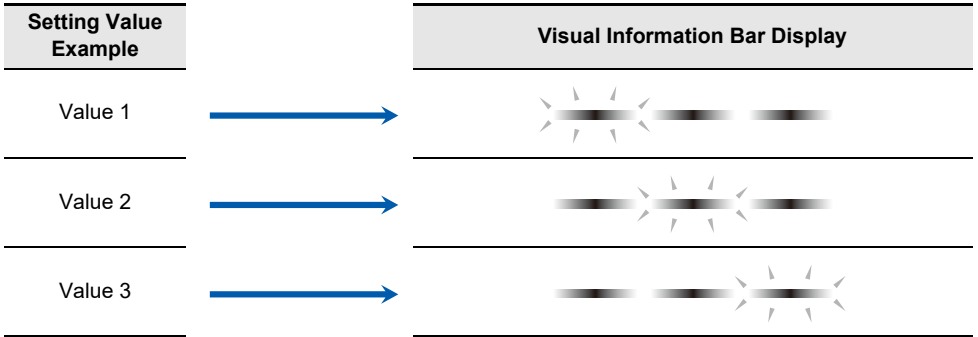 Setting Value
Example
Visual Information Bar Display
Value 1
Value 2
Value 3